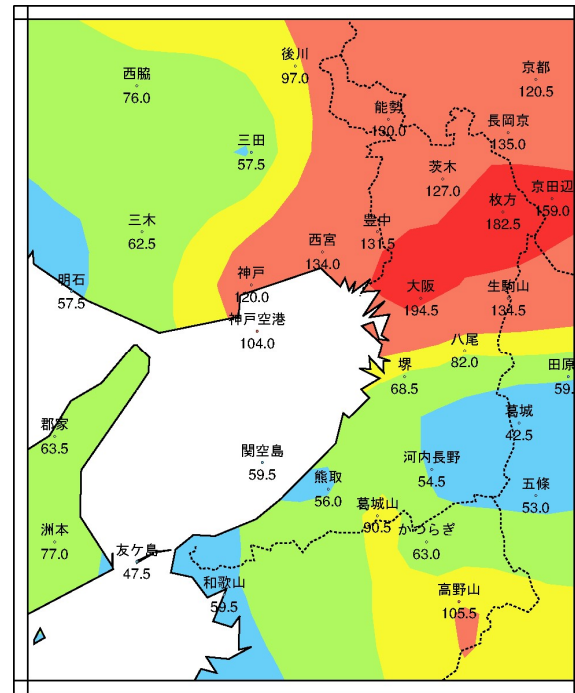 後川
97.0
西脇
76.0
京都
120.5
能勢
130.0
長岡京
135.0
三田
57.5
茨木
127.0
京田辺
159.0
枚方
182.5
三木
62.5
豊中
131.5
西宮
134.0
明石
57.5
神戸
120.0
大阪
194.5
生駒山
134.5
神戸空港
104.0
八尾
82.0
堺
68.5
田原
59.
郡家
63.5
葛城
42.5
関空島
59.5
河内長野
54.5
熊取
56.0
五條
53.0
葛城山
90.5
かつらぎ
63.0
洲本
77.0
友ケ島
47.5
和歌山
59.5
高野山
105.5